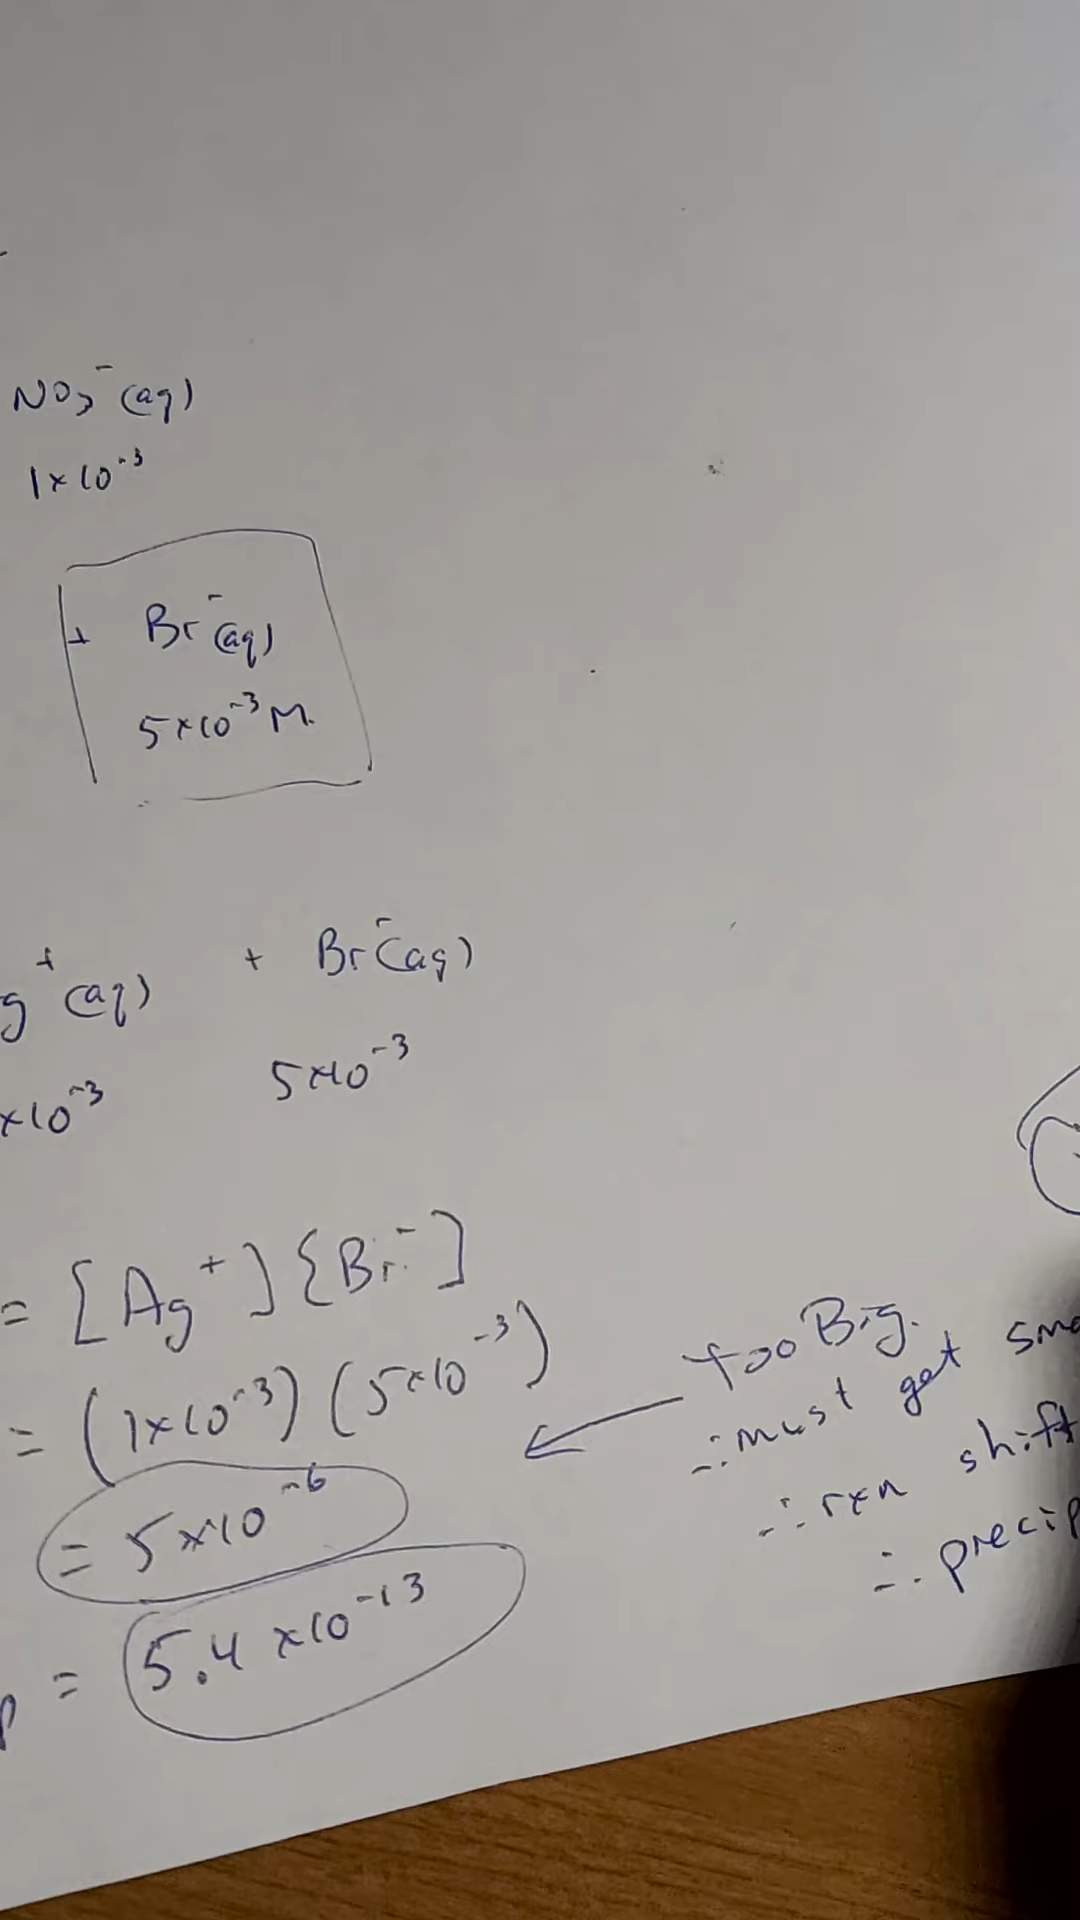 NO₃⁻(aq)
1×10⁻³
+ Br⁻(aq)
5×10⁻³ M.
g⁺(aq) + Br⁻(aq)
×10⁻³ 5×10⁻³
= [Ag⁺][Br⁻]
= (1×10⁻³)(5×10⁻³)
= 5×10⁻⁶
p = 5.4×10⁻¹³
too Big.
∴ must get sma
∴ rxn shift
∴ precip